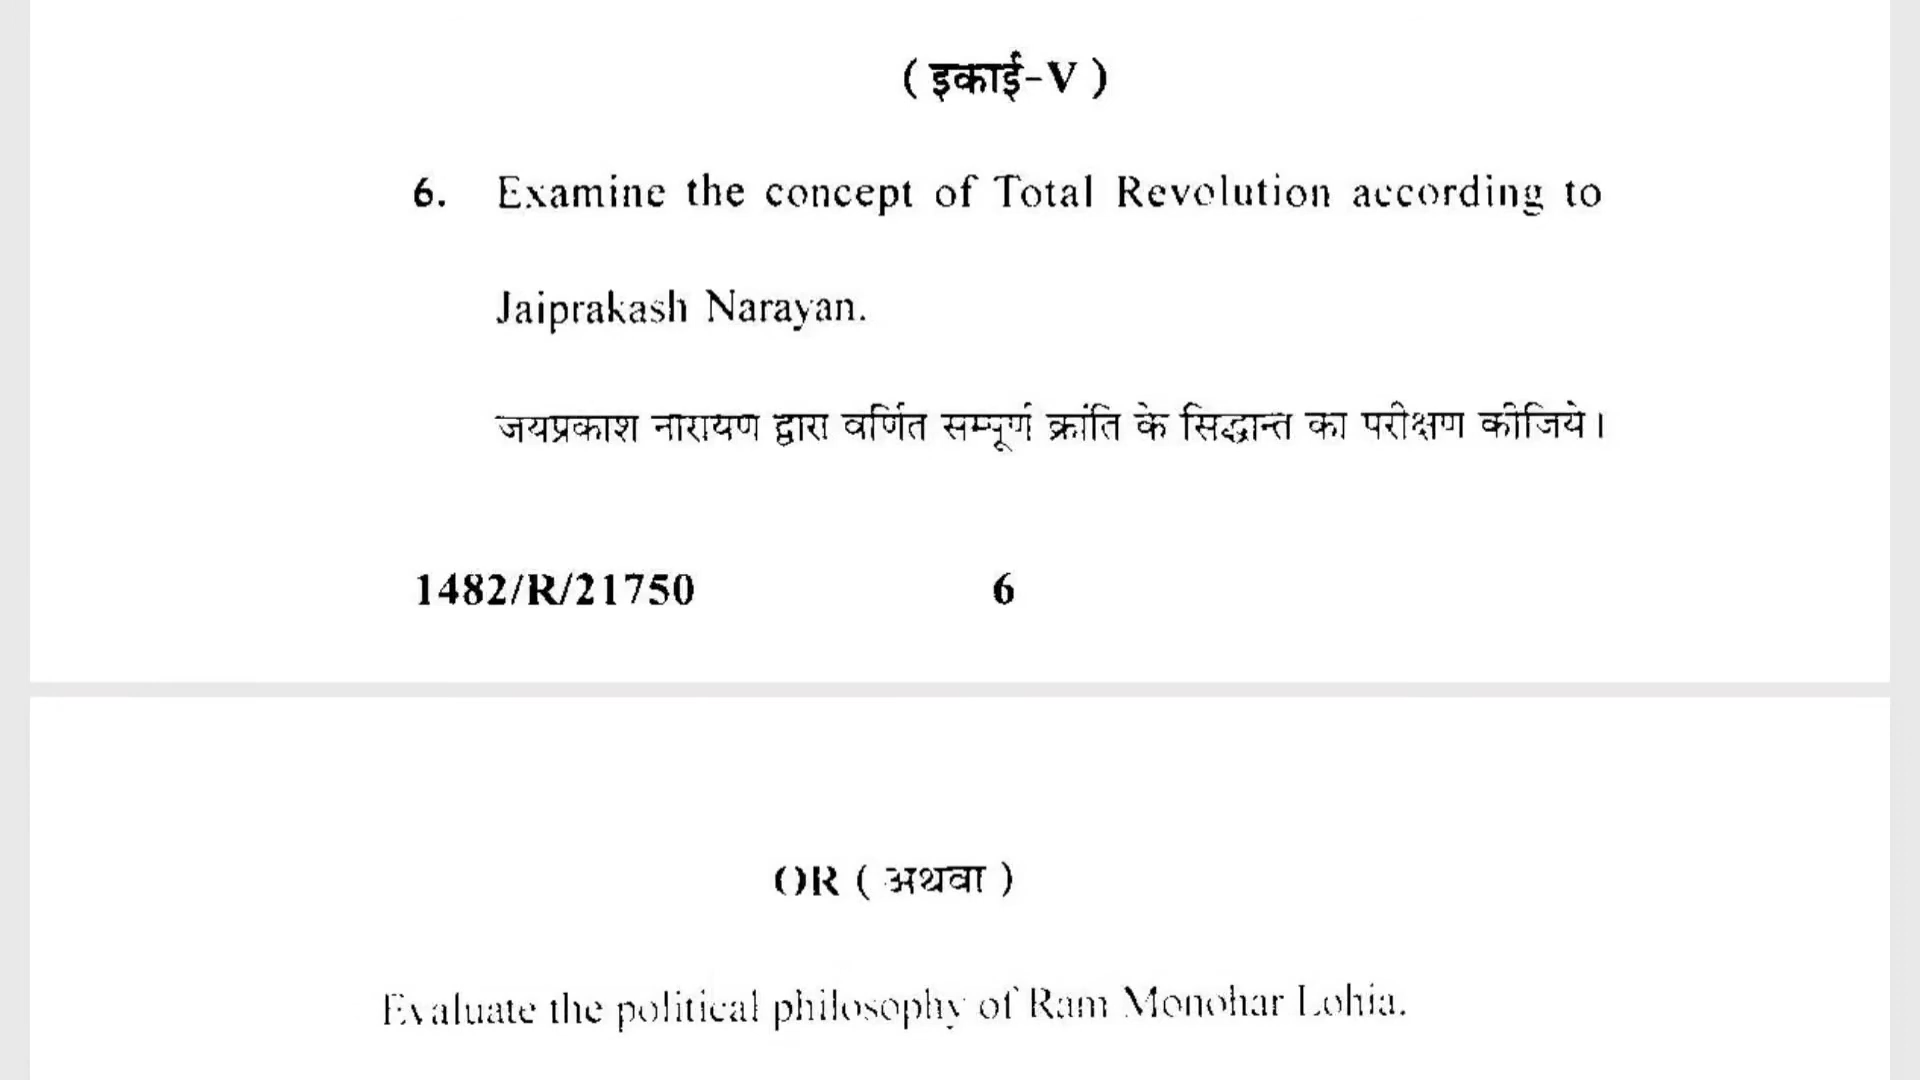 ( इकाई-V )
6. Examine the concept of Total Revolution according to
Jaiprakash Narayan.
जयप्रकाश नारायण द्वारा वर्णित सम्पूर्ण क्रांति के सिद्धान्त का परीक्षण कीजिये।
1482/R/21750 6
OR ( अथवा )
Evaluate the political philosophy of Ram Monohar Lohia.